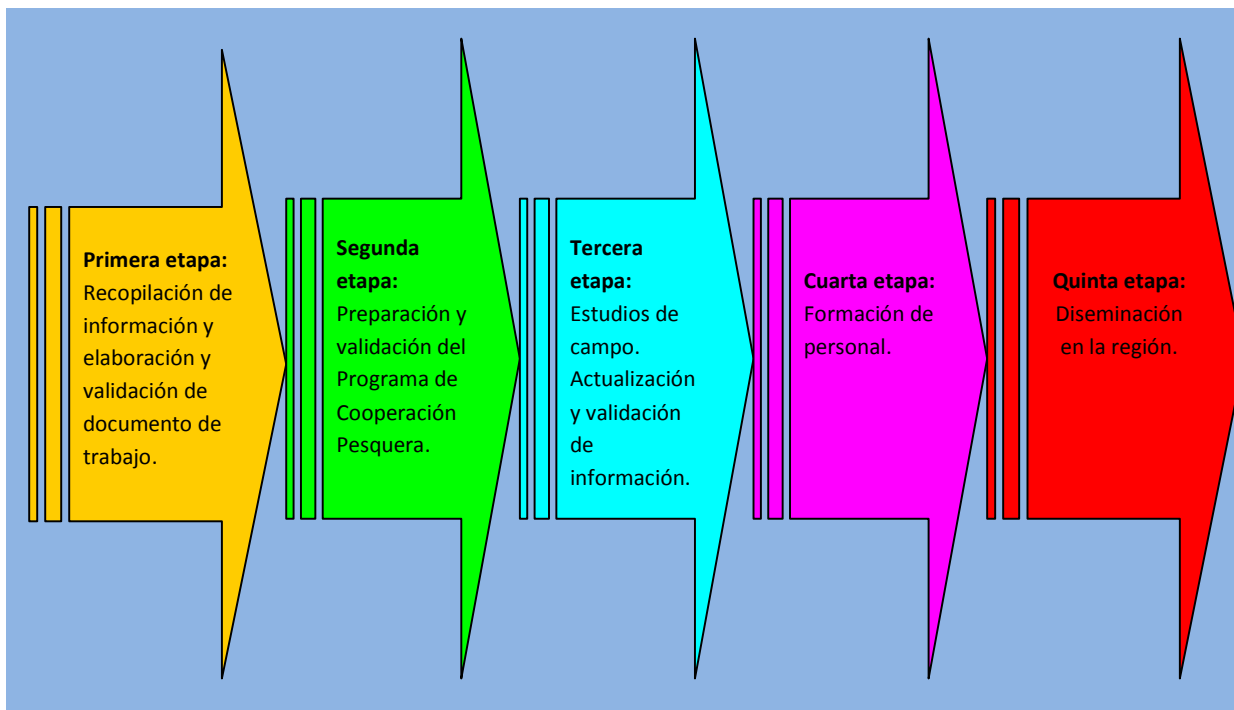 Primera etapa:
Recopilación de
información y
elaboración y
validación de
documento de
trabajo.
Segunda
etapa:
Preparación y
validación del
Programa de
Cooperación
Pesquera.
Tercera
etapa:
Estudios de
campo.
Actualización
y validación
de
información.
Cuarta etapa:
Formación de
personal.
Quinta etapa:
Diseminación
en la región.